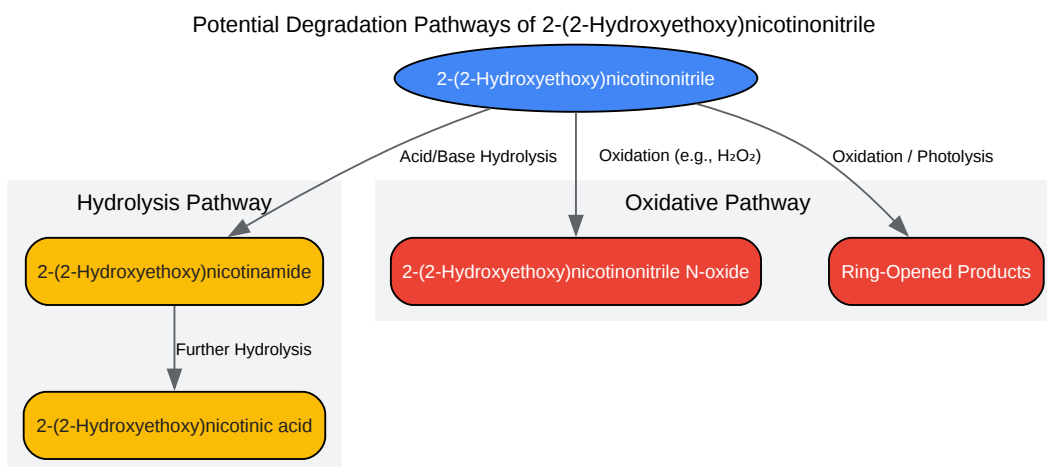 Potential Degradation Pathways of 2-(2-Hydroxyethoxy)nicotinonitrile
2-(2-Hydroxyethoxy)nicotinonitrile
Acid/Base Hydrolysis
Oxidation (e.g., H₂O₂)
Oxidation / Photolysis
Hydrolysis Pathway
Oxidative Pathway
2-(2-Hydroxyethoxy)nicotinamide
2-(2-Hydroxyethoxy)nicotinonitrile N-oxide
Ring-Opened Products
Further Hydrolysis
2-(2-Hydroxyethoxy)nicotinic acid